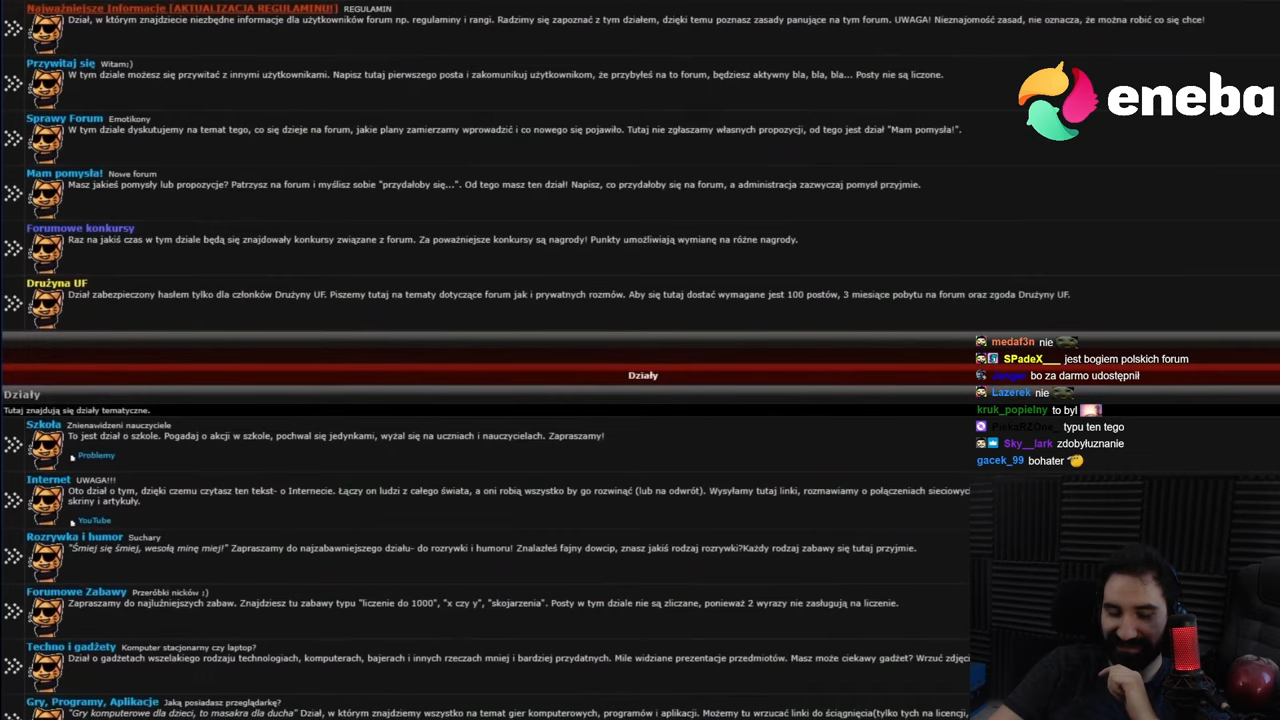 Najważniejsze Informacje [AKTUALIZACJA REGULAMINU!] REGULAMIN
Dział, w którym znajdziecie niezbędne informacje dla użytkowników forum np. regulaminy i rangi. Radzimy się zapoznać z tym działem, dzięki temu poznasz zasady panujące na tym forum. UWAGA! Nieznajomość zasad, nie oznacza, że można robić co się chce!
Przywitaj się Witam:)
W tym dziale możesz się przywitać z innymi użytkownikami. Napisz tutaj pierwszego posta i zakomunikuj użytkownikom, że przybyłeś na to forum, będziesz aktywny bla, bla, bla... Posty nie są liczone.
eneba
Sprawy Forum Emotikony
W tym dziale dyskutujemy na temat tego, co się dzieje na forum, jakie plany zamierzamy wprowadzić i co nowego się pojawiło. Tutaj nie zgłaszamy własnych propozycji, od tego jest dział "Mam pomysła!".
Mam pomysła! Nowe forum
Masz jakieś pomysły lub propozycje? Patrzysz na forum i myślisz sobie "przydałoby się...". Od tego masz ten dział! Napisz, co przydałoby się na forum, a administracja zazwyczaj pomysł przyjmie.
Forumowe konkursy
Raz na jakiś czas w tym dziale będą się znajdowały konkursy związane z forum. Za poważniejsze konkursy są nagrody! Punkty umożliwiają wymianę na różne nagrody.
Drużyna UF
Dział zabezpieczony hasłem tylko dla członków Drużyny UF. Piszemy tutaj na tematy dotyczące forum jak i prywatnych rozmów. Aby się tutaj dostać wymagane jest 100 postów, 3 miesiące pobytu na forum oraz zgoda Drużyny UF.
medaf3n nie
SPadeX___ jest bogiem polskich forum
Działy
bo za darmo udostępnił
Działy
Lazerek nie
Tutaj znajdują się działy tematyczne.
kruk_popielny to byl
Szkoła Znienawidzeni nauczyciele
PiekaRZOne_ typu ten tego
To jest dział o szkole. Pogadaj o akcji w szkole, pochwal się jedynkami, wyżal się na uczniach i nauczycielach. Zapraszamy!
Sky__lark zdobyłuznanie
Problemy
gacek_99 bohater
Internet UWAGA!!!
Oto dział o tym, dzięki czemu czytasz ten tekst- o Internecie. Łączy on ludzi z całego świata, a oni robią wszystko by go rozwinąć (lub na odwrót). Wysyłamy tutaj linki, rozmawiamy o połączeniach sieciowych
skriny i artykuły.
YouTube
Rozrywka i humor Suchary
"Śmiej się śmiej, wesołą minę miej!" Zapraszamy do najzabawniejszego działu- do rozrywki i humoru! Znalazłeś fajny dowcip, znasz jakiś rodzaj rozrywki?Każdy rodzaj zabawy się tutaj przyjmie.
Forumowe Zabawy Przeróbki nicków ;)
Zapraszamy do najluźniejszych zabaw. Znajdziesz tu zabawy typu "liczenie do 1000", "x czy y", "skojarzenia". Posty w tym dziale nie są zliczane, ponieważ 2 wyrazy nie zasługują na liczenie.
Techno i gadżety Komputer stacjonarny czy laptop?
Dział o gadżetach wszelakiego rodzaju technologiach, komputerach, bajerach i innych rzeczach mniej i bardziej przydatnych. Mile widziane prezentacje przedmiotów. Masz może ciekawy gadżet? Wrzuć zdjęci
Gry, Programy, Aplikacje Jaką posiadasz przeglądarkę?
"Gry komputerowe dla dzieci, to masakra dla ducha" Dział, w którym znajdziemy wszystko na temat gier komputerowych, programów i aplikacji. Możemy tu wrzucać linki do ściągnięcia(tylko tych na licencji,